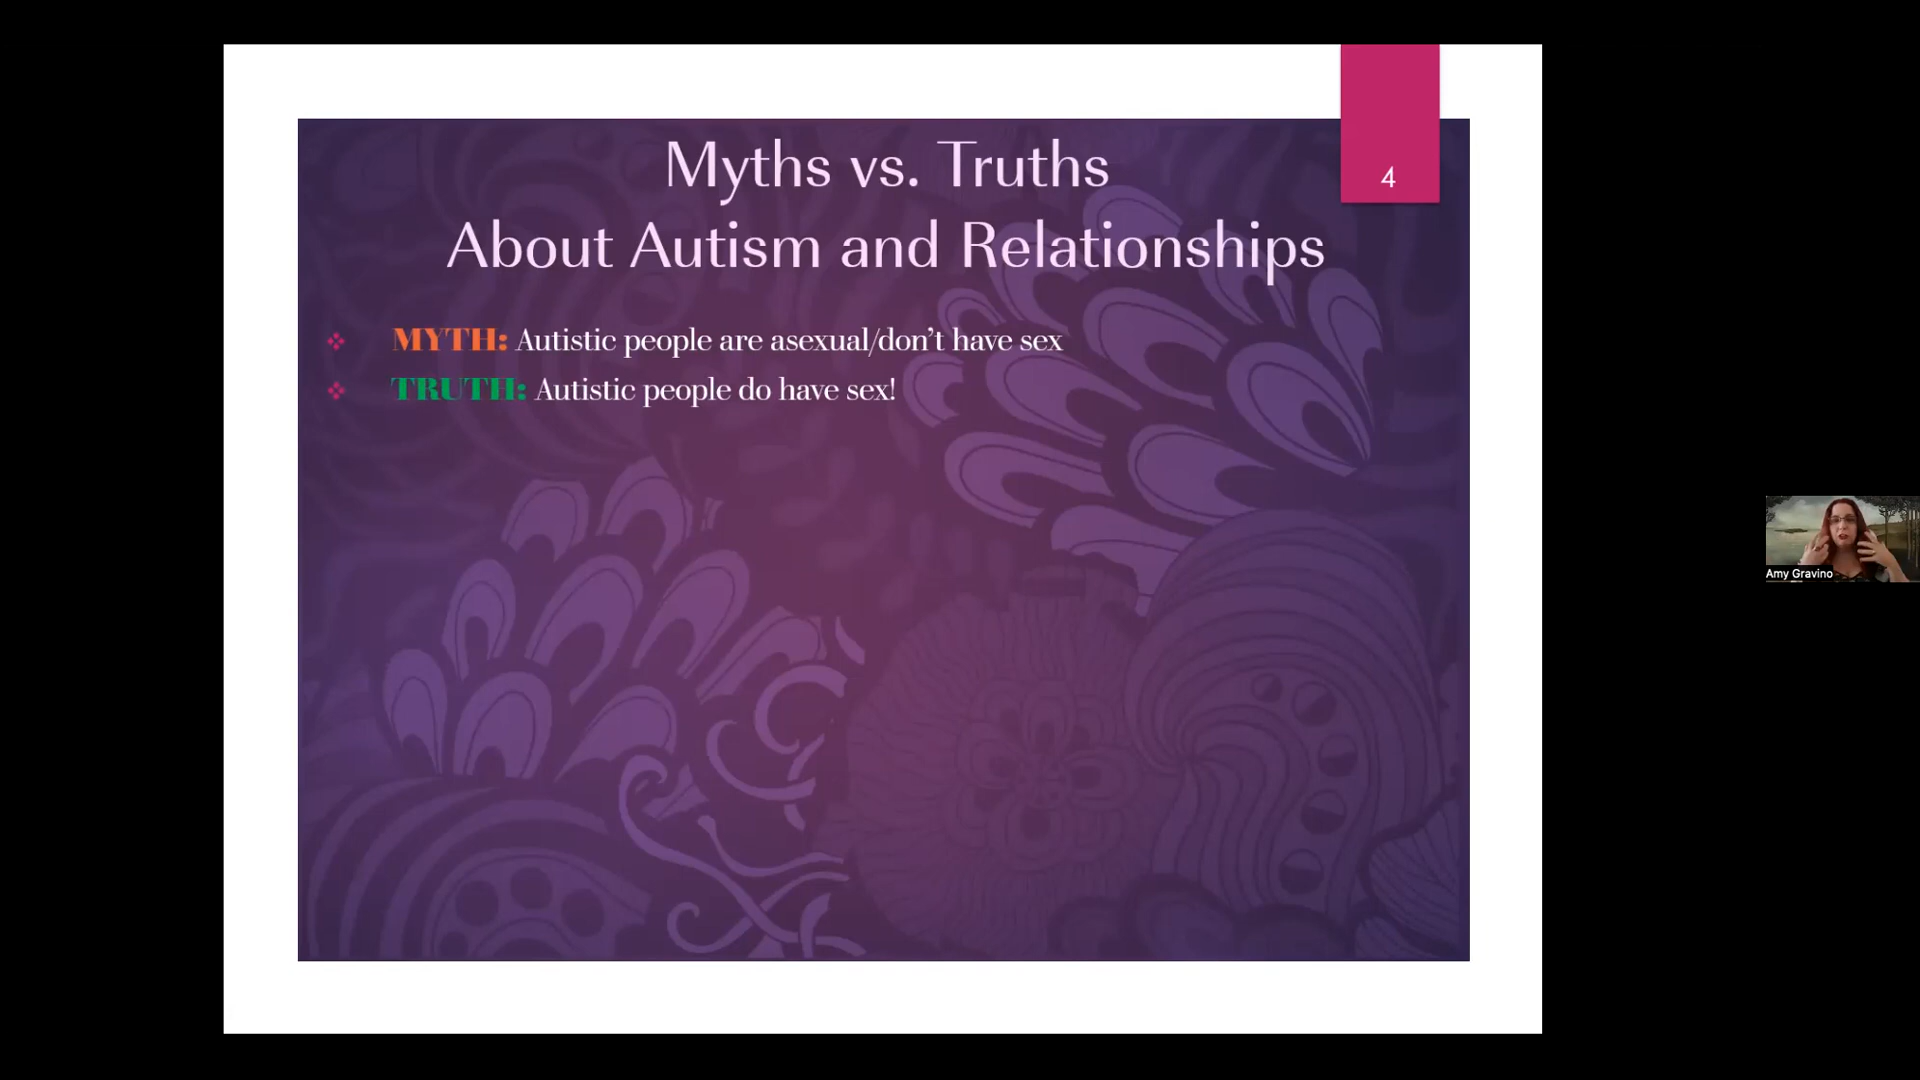 4
Myths vs. Truths
About Autism and Relationships
MYTH: Autistic people are asexual/don’t have sex
TRUTH: Autistic people do have sex!
Amy Gravino